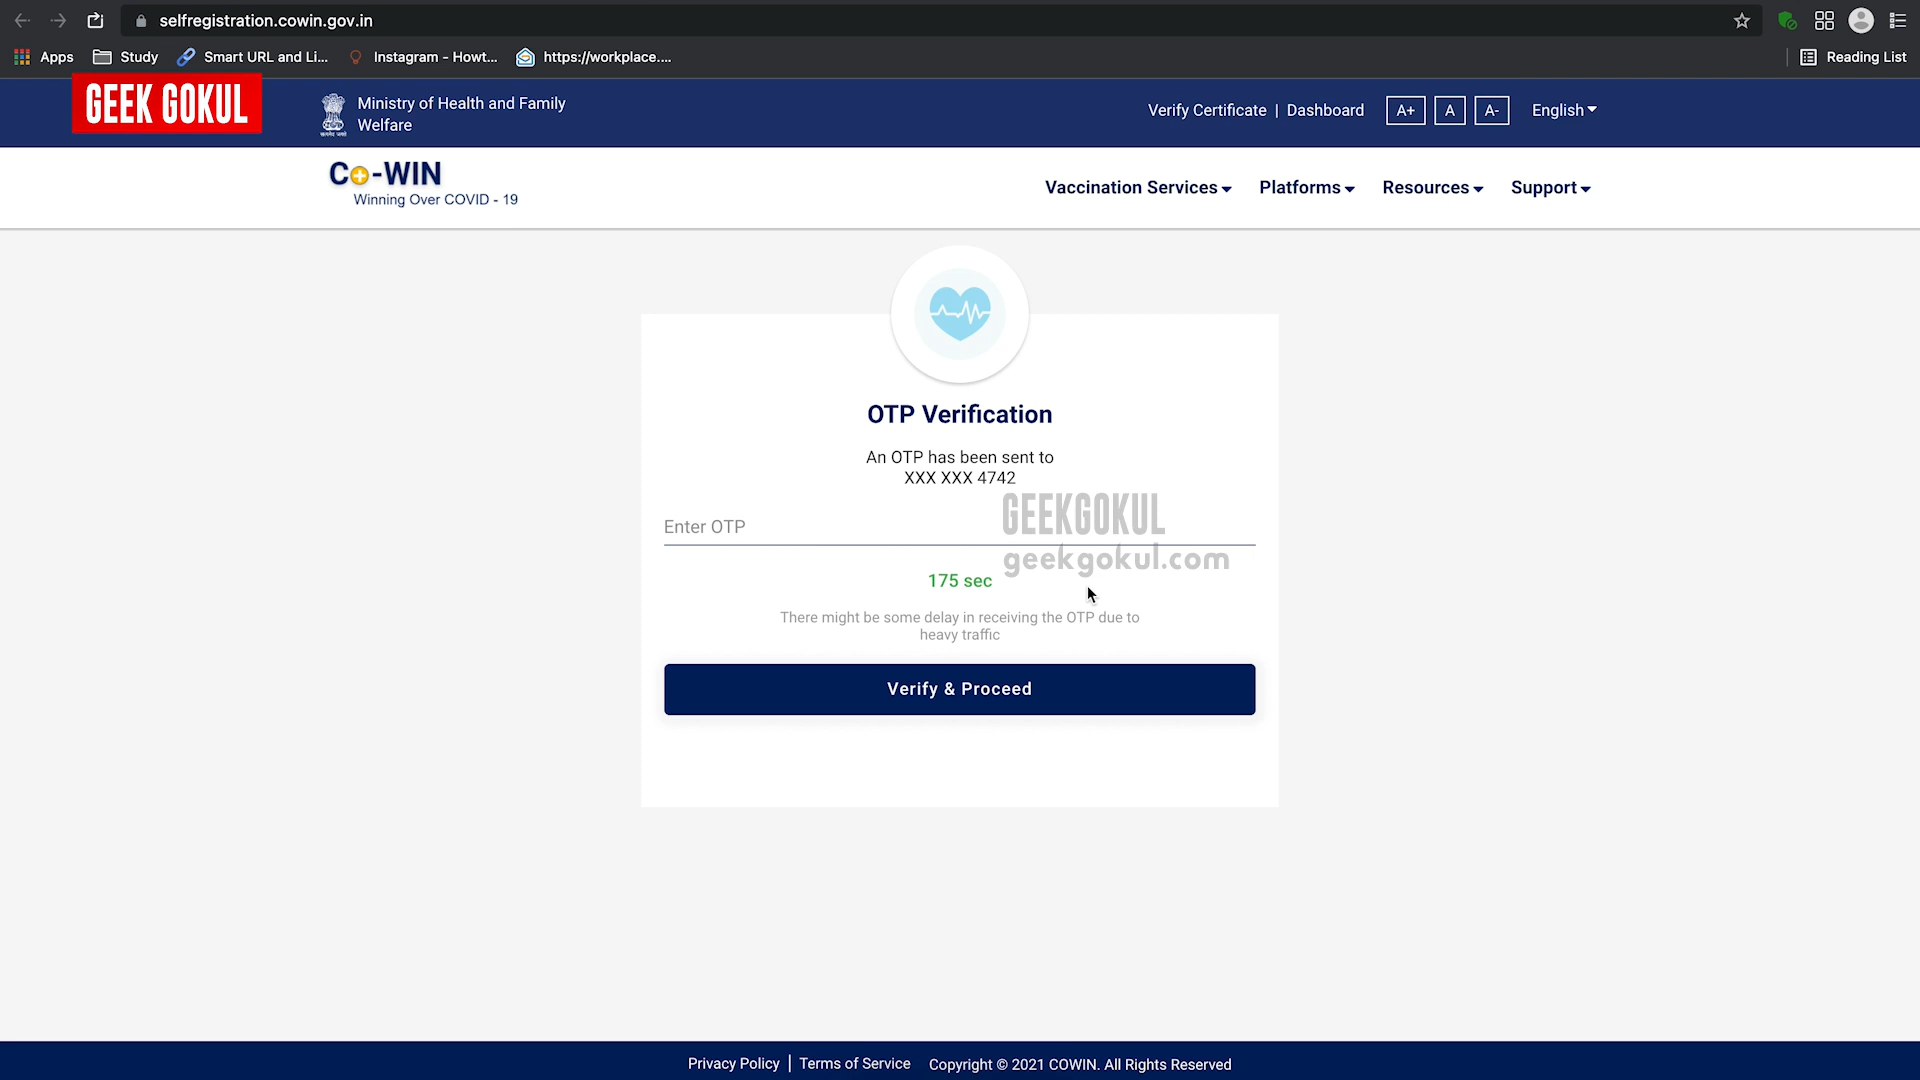 selfregistration.cowin.gov.in
Apps Study Smart URL and Li... Instagram - Howt... https://workplace.... Reading List
GEEK GOKUL
Ministry of Health and Family
Welfare
Verify Certificate | Dashboard A+ A A- English
Co-WIN
Winning Over COVID - 19
Vaccination Services Platforms Resources Support
OTP Verification
An OTP has been sent to
XXX XXX 4742
GEEKGOKUL
Enter OTP
geekgokul.com
175 sec
There might be some delay in receiving the OTP due to
heavy traffic
Verify & Proceed
Privacy Policy | Terms of Service Copyright © 2021 COWIN. All Rights Reserved